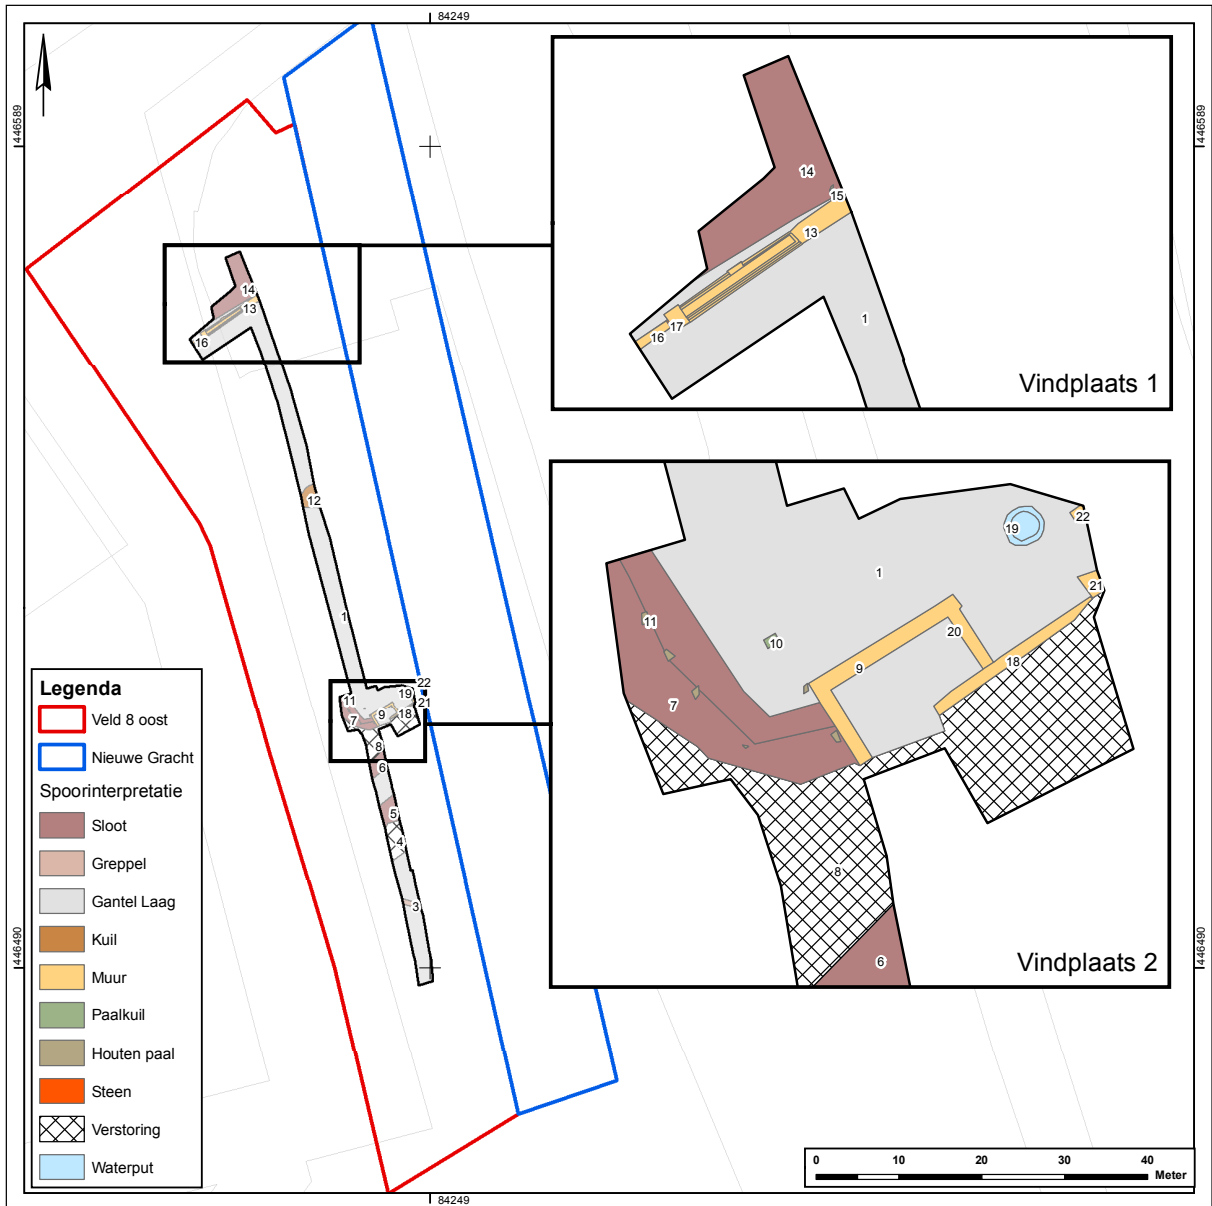 84249
446589
446589
14
15
13
17
16
1
Vindplaats 1
14
13
16
12
1
22
19
11
21
9
18
7
8
6
5
4
3
19
22
1
21
11
10
20
9
18
7
8
6
Vindplaats 2
446490
446490
Legenda
Veld 8 oost
Nieuwe Gracht
Spoorinterpretatie
Sloot
Greppel
Gantel Laag
Kuil
Muur
Paalkuil
Houten paal
Steen
Verstoring
Waterput
0 10 20 30 40
Meter
84249